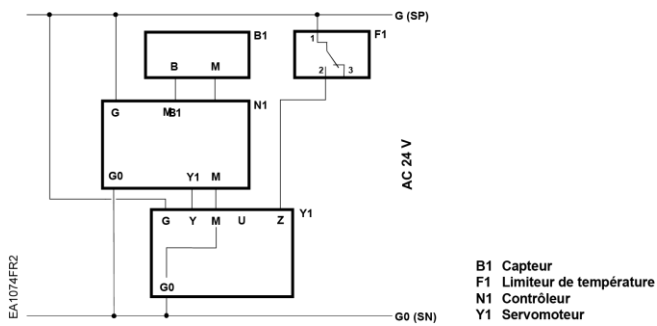 G (SP)
B1
F1
1
B M
2 3
N1
G M B1
G0 Y1 M
AC 24 V
Y1
G Y M U Z
G0
EA1074FR2
G0 (SN)
B1 Capteur
F1 Limiteur de température
N1 Contrôleur
Y1 Servomoteur